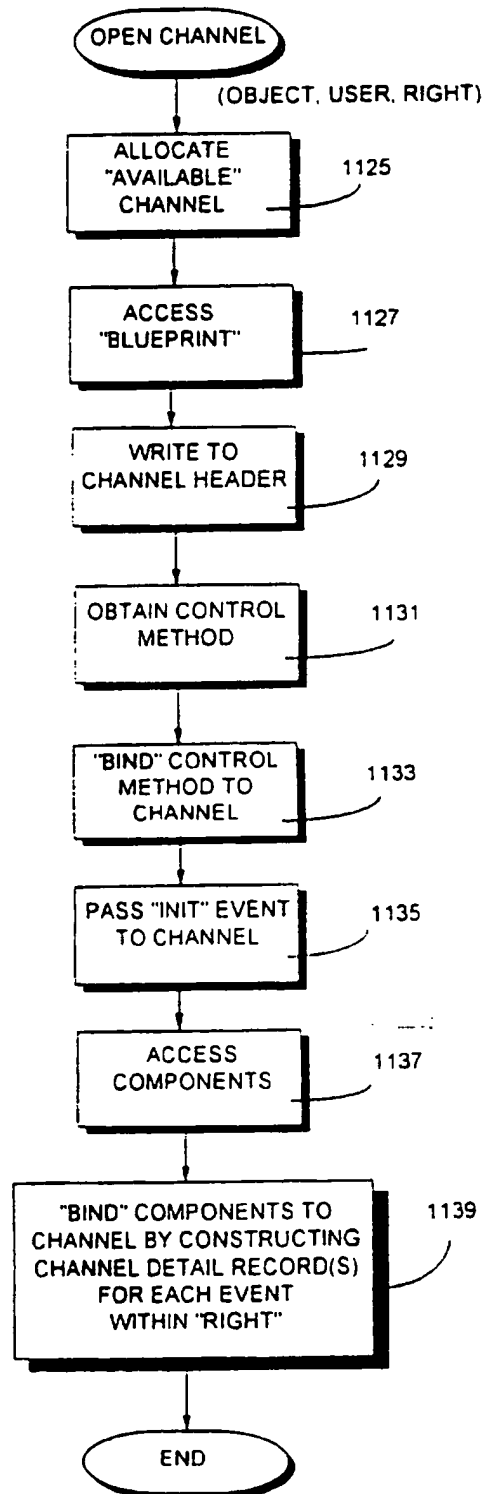 OPEN CHANNEL
(OBJECT, USER, RIGHT)
ALLOCATE
"AVAILABLE"
CHANNEL
1125
ACCESS
"BLUEPRINT"
1127
WRITE TO
CHANNEL HEADER
1129
OBTAIN CONTROL
METHOD
1131
"BIND" CONTROL
METHOD TO
CHANNEL
1133
PASS "INIT" EVENT
TO CHANNEL
1135
ACCESS
COMPONENTS
1137
"BIND" COMPONENTS TO
CHANNEL BY CONSTRUCTING
CHANNEL DETAIL RECORD(S)
FOR EACH EVENT
WITHIN "RIGHT"
1139
END